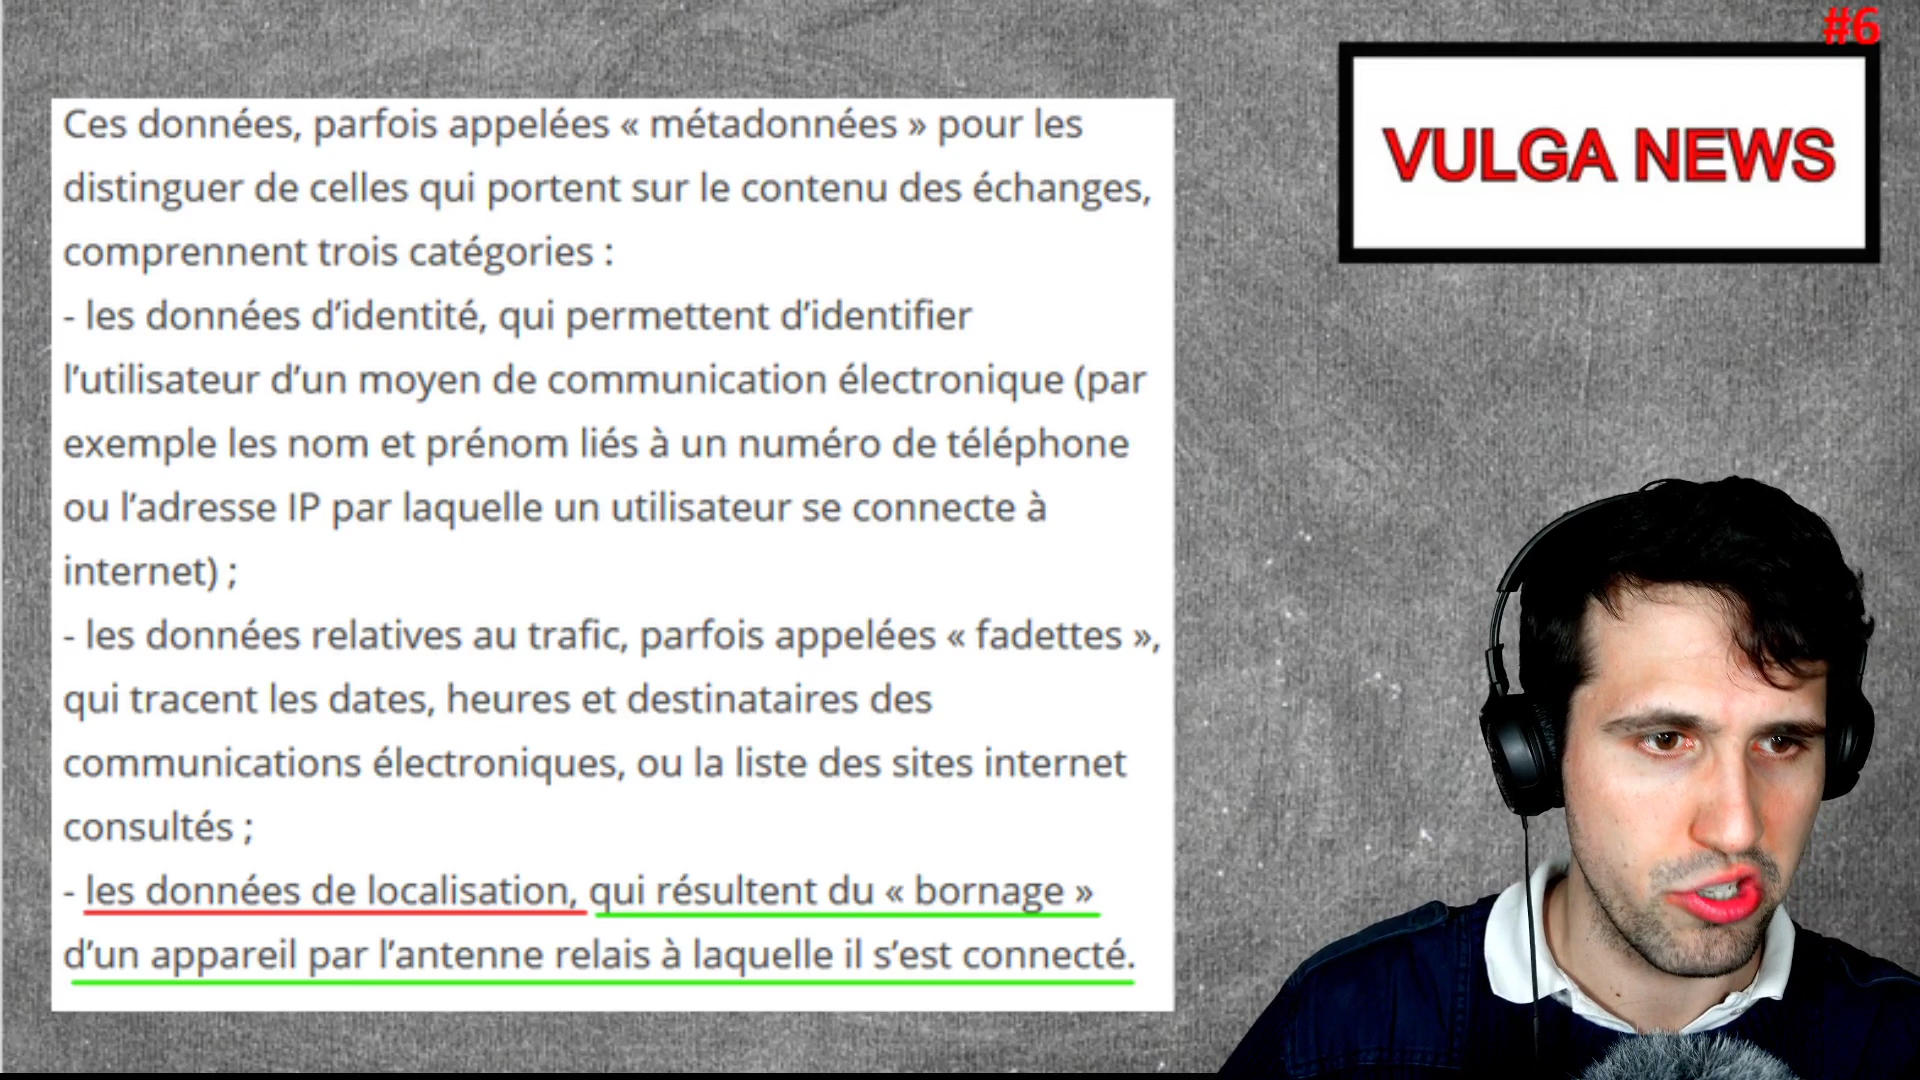 #6
VULGA NEWS
Ces données, parfois appelées « métadonnées » pour les
distinguer de celles qui portent sur le contenu des échanges,
comprennent trois catégories :
- les données d’identité, qui permettent d’identifier
l’utilisateur d’un moyen de communication électronique (par
exemple les nom et prénom liés à un numéro de téléphone
ou l’adresse IP par laquelle un utilisateur se connecte à
internet) ;
- les données relatives au trafic, parfois appelées « fadettes »,
qui tracent les dates, heures et destinataires des
communications électroniques, ou la liste des sites internet
consultés ;
- les données de localisation, qui résultent du « bornage »
d’un appareil par l’antenne relais à laquelle il s’est connecté.